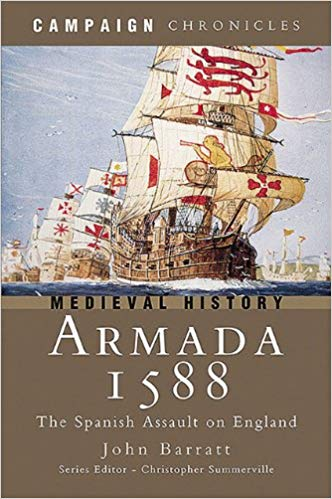 CAMPAIGN CHRONICLES
MEDIEVAL HISTORY
ARMADA
1588
The Spanish Assault on England
John Barratt
Series Editor – Christopher Summerville